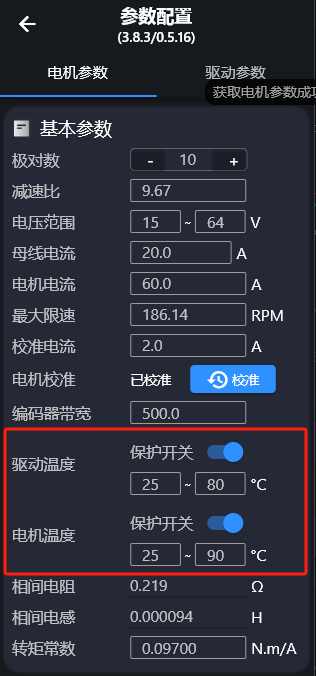 参数配置
(3.8.3/0.5.16)
电机参数 驱动参数
获取电机参数成功
基本参数
极对数 - 10 +
减速比 9.67
电压范围 15 ~ 64 V
母线电流 20.0 A
电机电流 60.0 A
最大限速 186.14 RPM
校准电流 2.0 A
电机校准 已校准 校准
编码器带宽 500.0
保护开关
驱动温度
25 ~ 80 °C
保护开关
电机温度
25 ~ 90 °C
相间电阻 0.219 Ω
相间电感 0.000094 H
转矩常数 0.09700 N.m/A